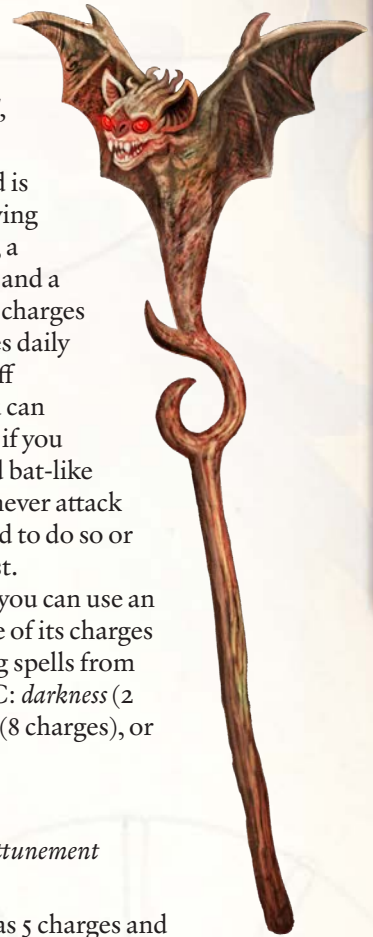 ,
d is
ving
, a
and a
charges
es daily
ff
can
if you
d bat-like
never attack
d to do so or
st.
you can use an
e of its charges
g spells from
C: darkness (2
(8 charges), or
ttunement
as 5 charges and